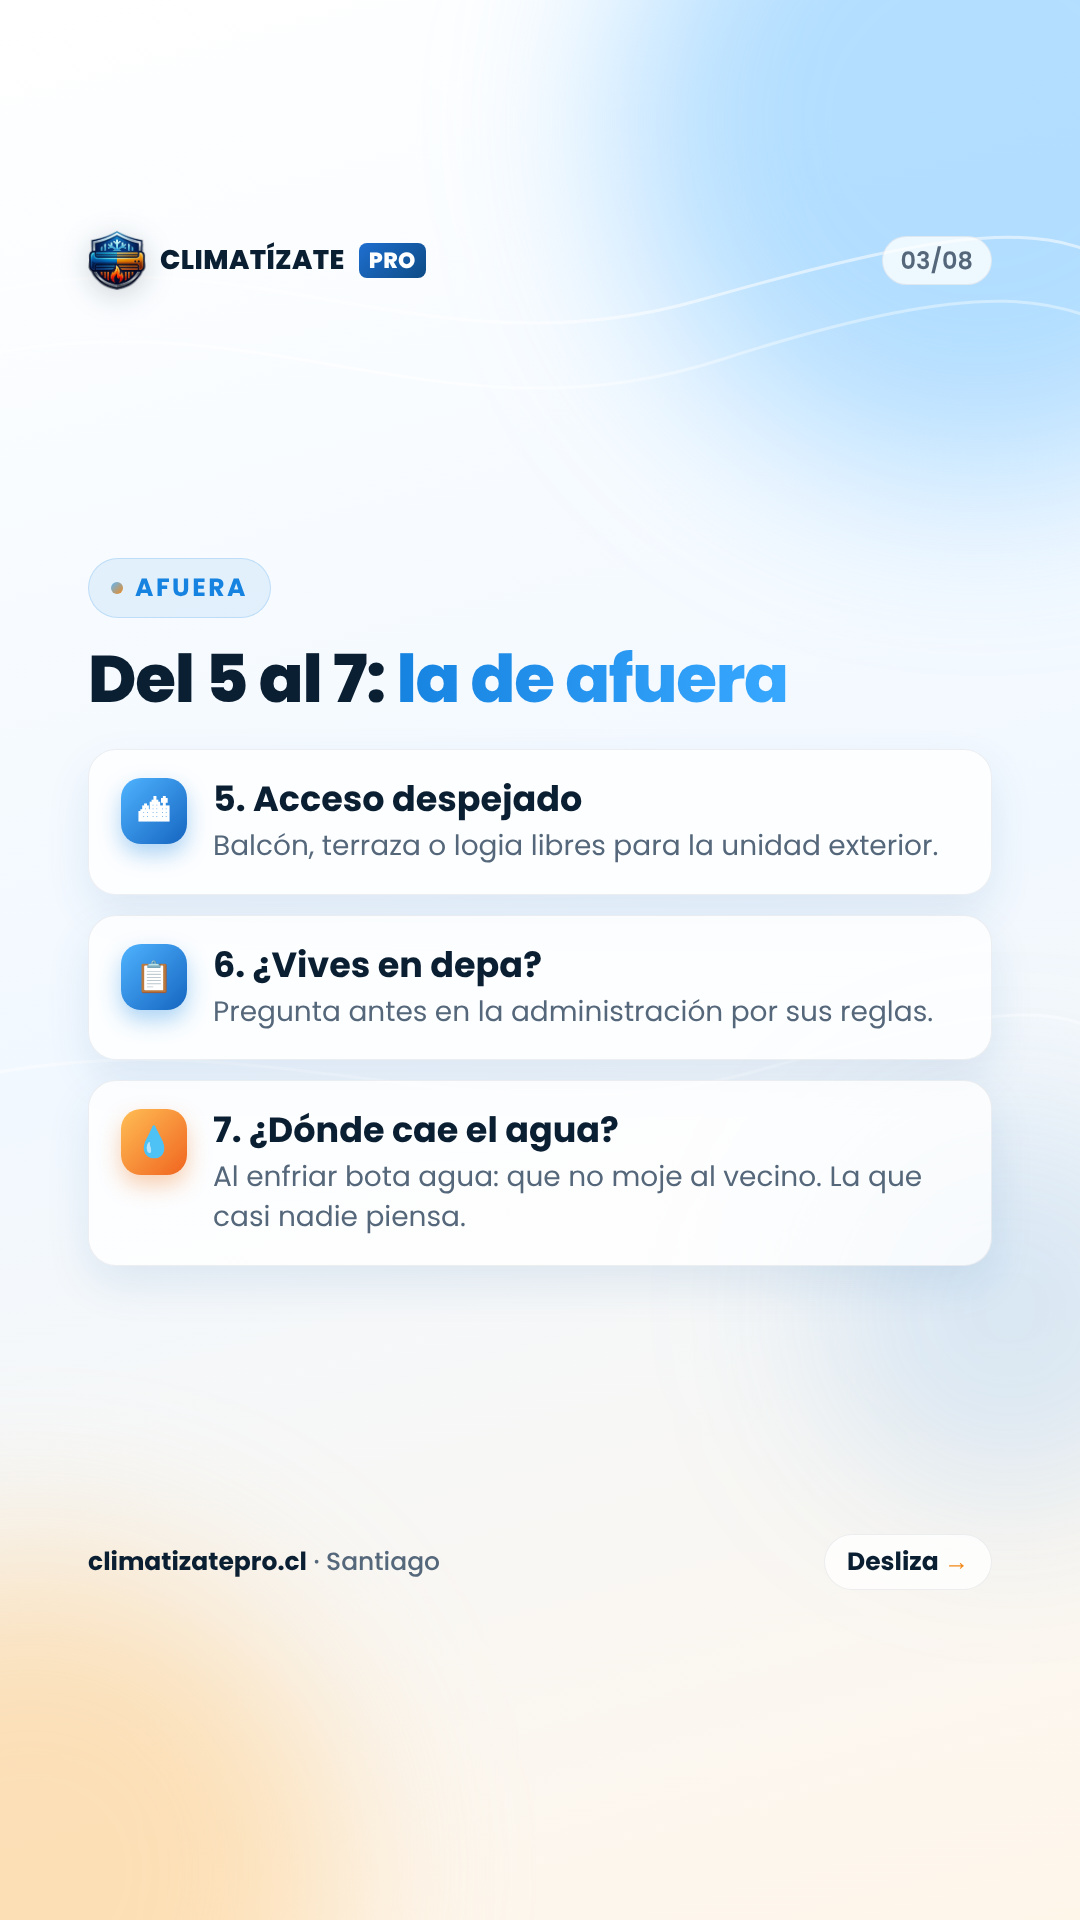 CLIMATÍZATE PRO
03/08
AFUERA
Del 5 al 7: la de afuera
5. Acceso despejado
Balcón, terraza o logia libres para la unidad exterior.
6. ¿Vives en depa?
Pregunta antes en la administración por sus reglas.
7. ¿Dónde cae el agua?
Al enfriar bota agua: que no moje al vecino. La que
casi nadie piensa.
climatizatepro.cl · Santiago
Desliza →